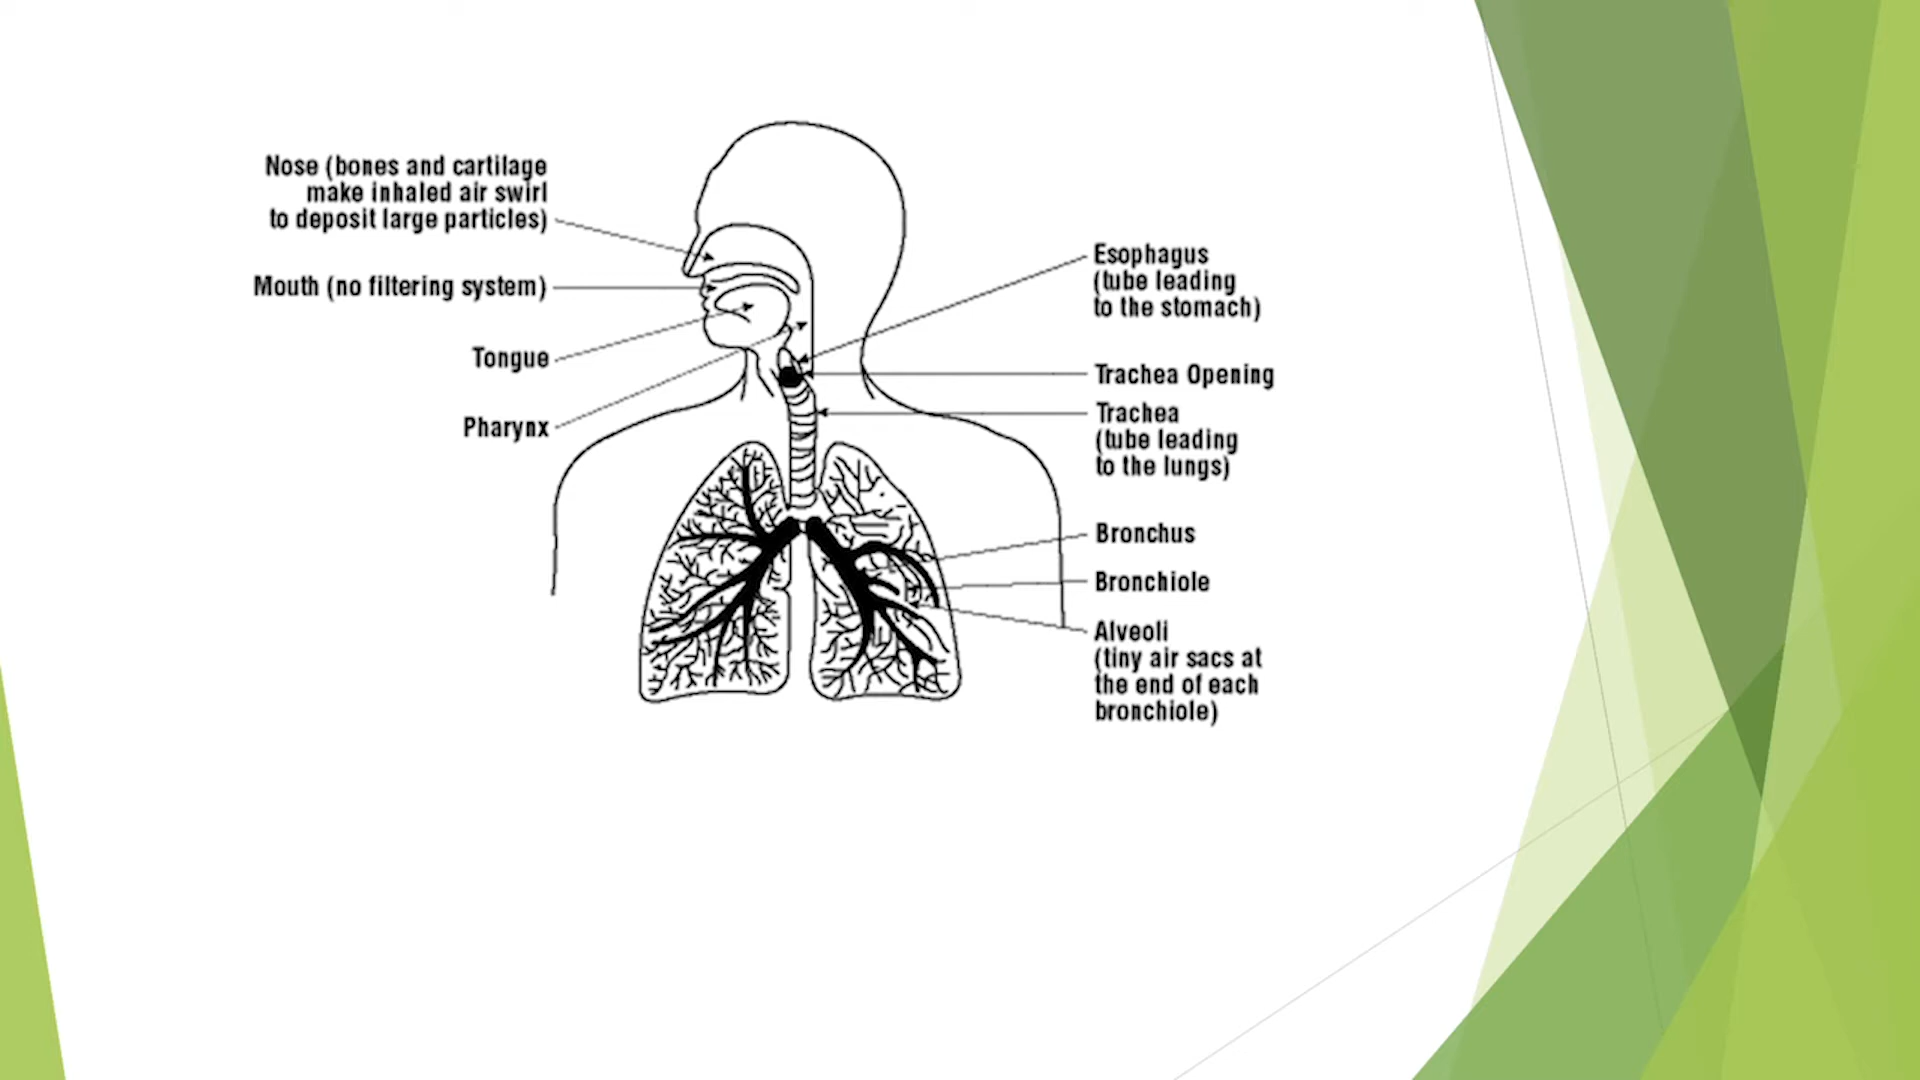 Nose (bones and cartilage
make inhaled air swirl
to deposit large particles)
Mouth (no filtering system)
Tongue
Pharynx
Esophagus
(tube leading
to the stomach)
Trachea Opening
Trachea
(tube leading
to the lungs)
Bronchus
Bronchiole
Alveoli
(tiny air sacs at
the end of each
bronchiole)